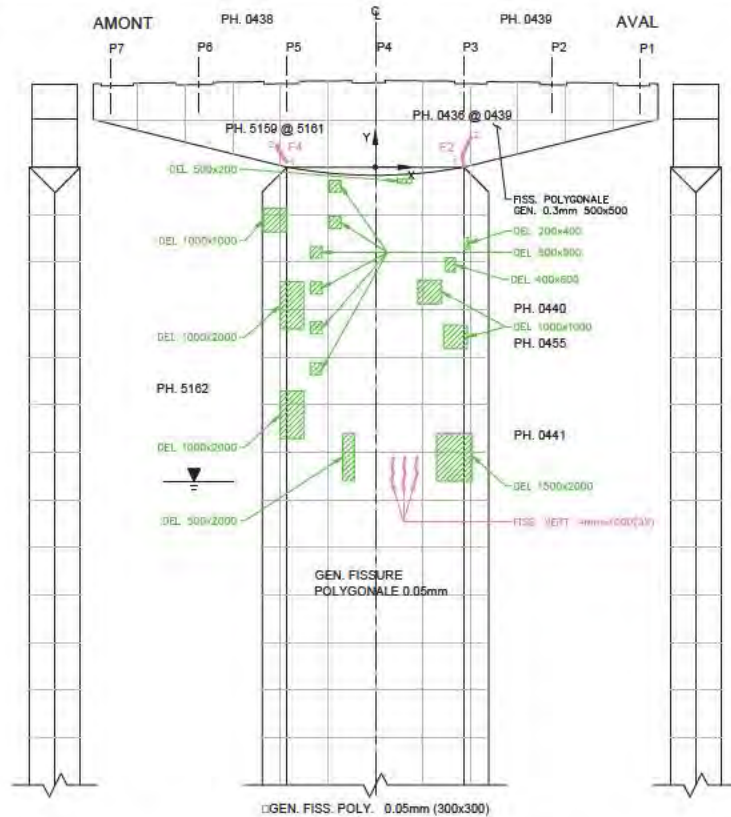 AMONT
PH. 0438
℄
PH. 0439
AVAL
P7
P6
P5
P4
P3
P2
P1
PH. 5159 @ 5161
Y
PH. 0436 @ 0439
F4
F2
DEL 500x200
X
FISS. POLYGONALE
GEN. 0.3mm 500x500
DEL 200x400
DEL 1000x1000
DEL 500x500
DEL 400x600
PH. 0440
DEL 1000x1000
DEL 1000x2000
PH. 0455
PH. 5162
PH. 0441
DEL 1000x2000
DEL 1500x2000
DEL 500x2000
FISS. VERT.
GEN. FISSURE
POLYGONALE 0.05mm
GEN. FISS. POLY. 0.05mm (300x300)